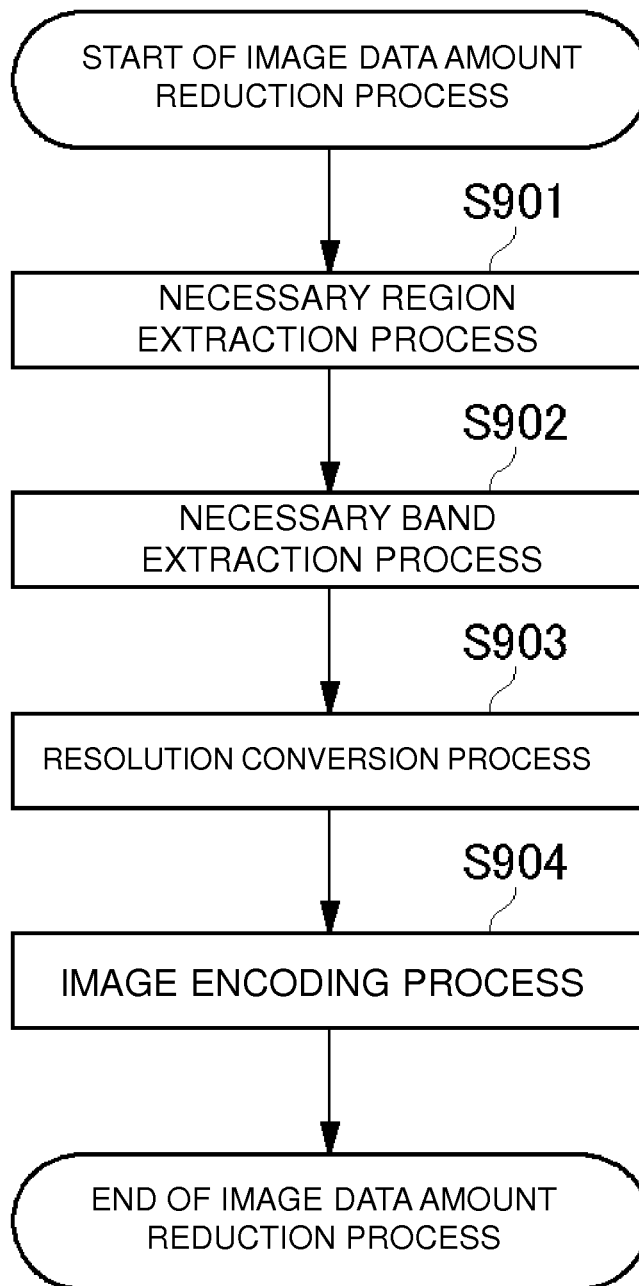 START OF IMAGE DATA AMOUNT
REDUCTION PROCESS
S901
NECESSARY REGION
EXTRACTION PROCESS
S902
NECESSARY BAND
EXTRACTION PROCESS
S903
RESOLUTION CONVERSION PROCESS
S904
IMAGE ENCODING PROCESS
END OF IMAGE DATA AMOUNT
REDUCTION PROCESS